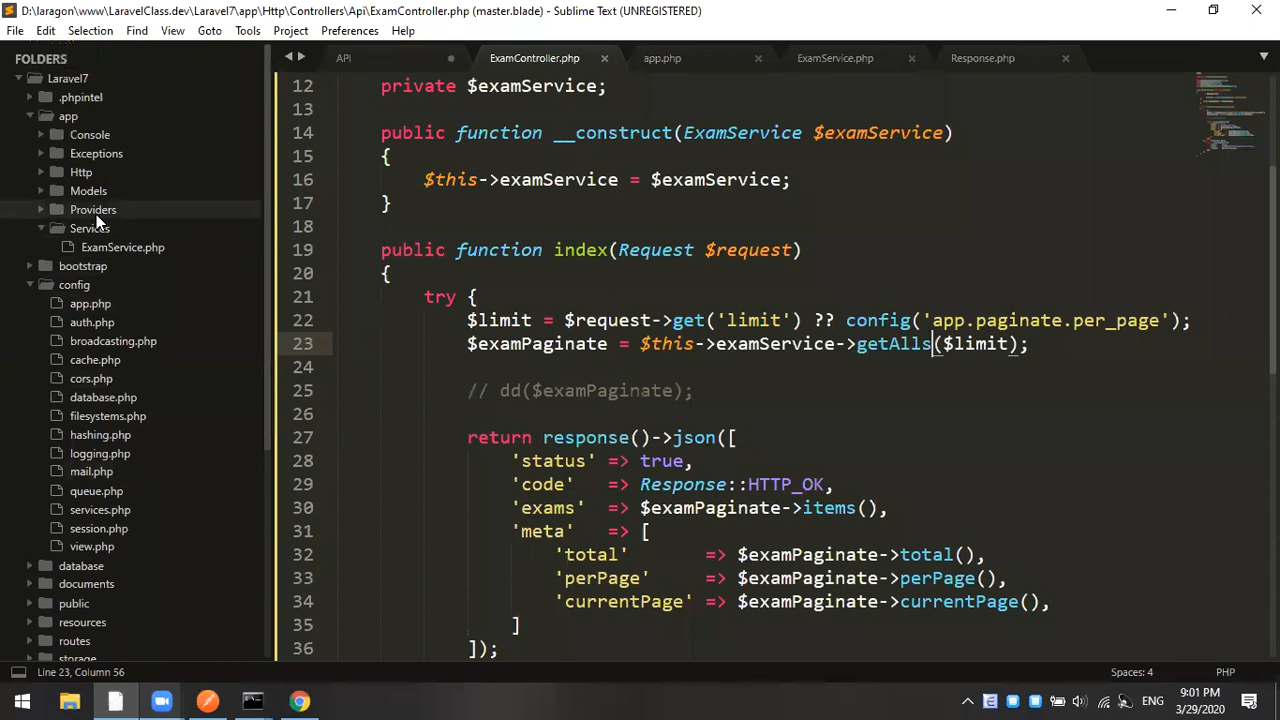 D:\laragon\www\LaravelClass.dev\Laravel7\app\Http\Controllers\Api\ExamController.php (master.blade) - Sublime Text (UNREGISTERED)
File Edit Selection Find View Goto Tools Project Preferences Help
FOLDERS
Laravel7
.phpintel
app
Console
Exceptions
Http
Models
Providers
Services
ExamService.php
bootstrap
config
app.php
auth.php
broadcasting.php
cache.php
cors.php
database.php
filesystems.php
hashing.php
logging.php
mail.php
queue.php
services.php
session.php
view.php
database
documents
public
resources
routes
storage
API ExamController.php app.php ExamService.php Response.php
12 private $examService;
13
14 public function __construct(ExamService $examService)
15 {
16 $this->examService = $examService;
17 }
18
19 public function index(Request $request)
20 {
21 try {
22 $limit = $request->get('limit') ?? config('app.paginate.per_page');
23 $examPaginate = $this->examService->getAlls($limit);
24
25 // dd($examPaginate);
26
27 return response()->json([
28 'status' => true,
29 'code' => Response::HTTP_OK,
30 'exams' => $examPaginate->items(),
31 'meta' => [
32 'total' => $examPaginate->total(),
33 'perPage' => $examPaginate->perPage(),
34 'currentPage' => $examPaginate->currentPage(),
35 ]
36 ]);
Line 23, Column 56
Spaces: 4
PHP
ENG
9:01 PM
3/29/2020